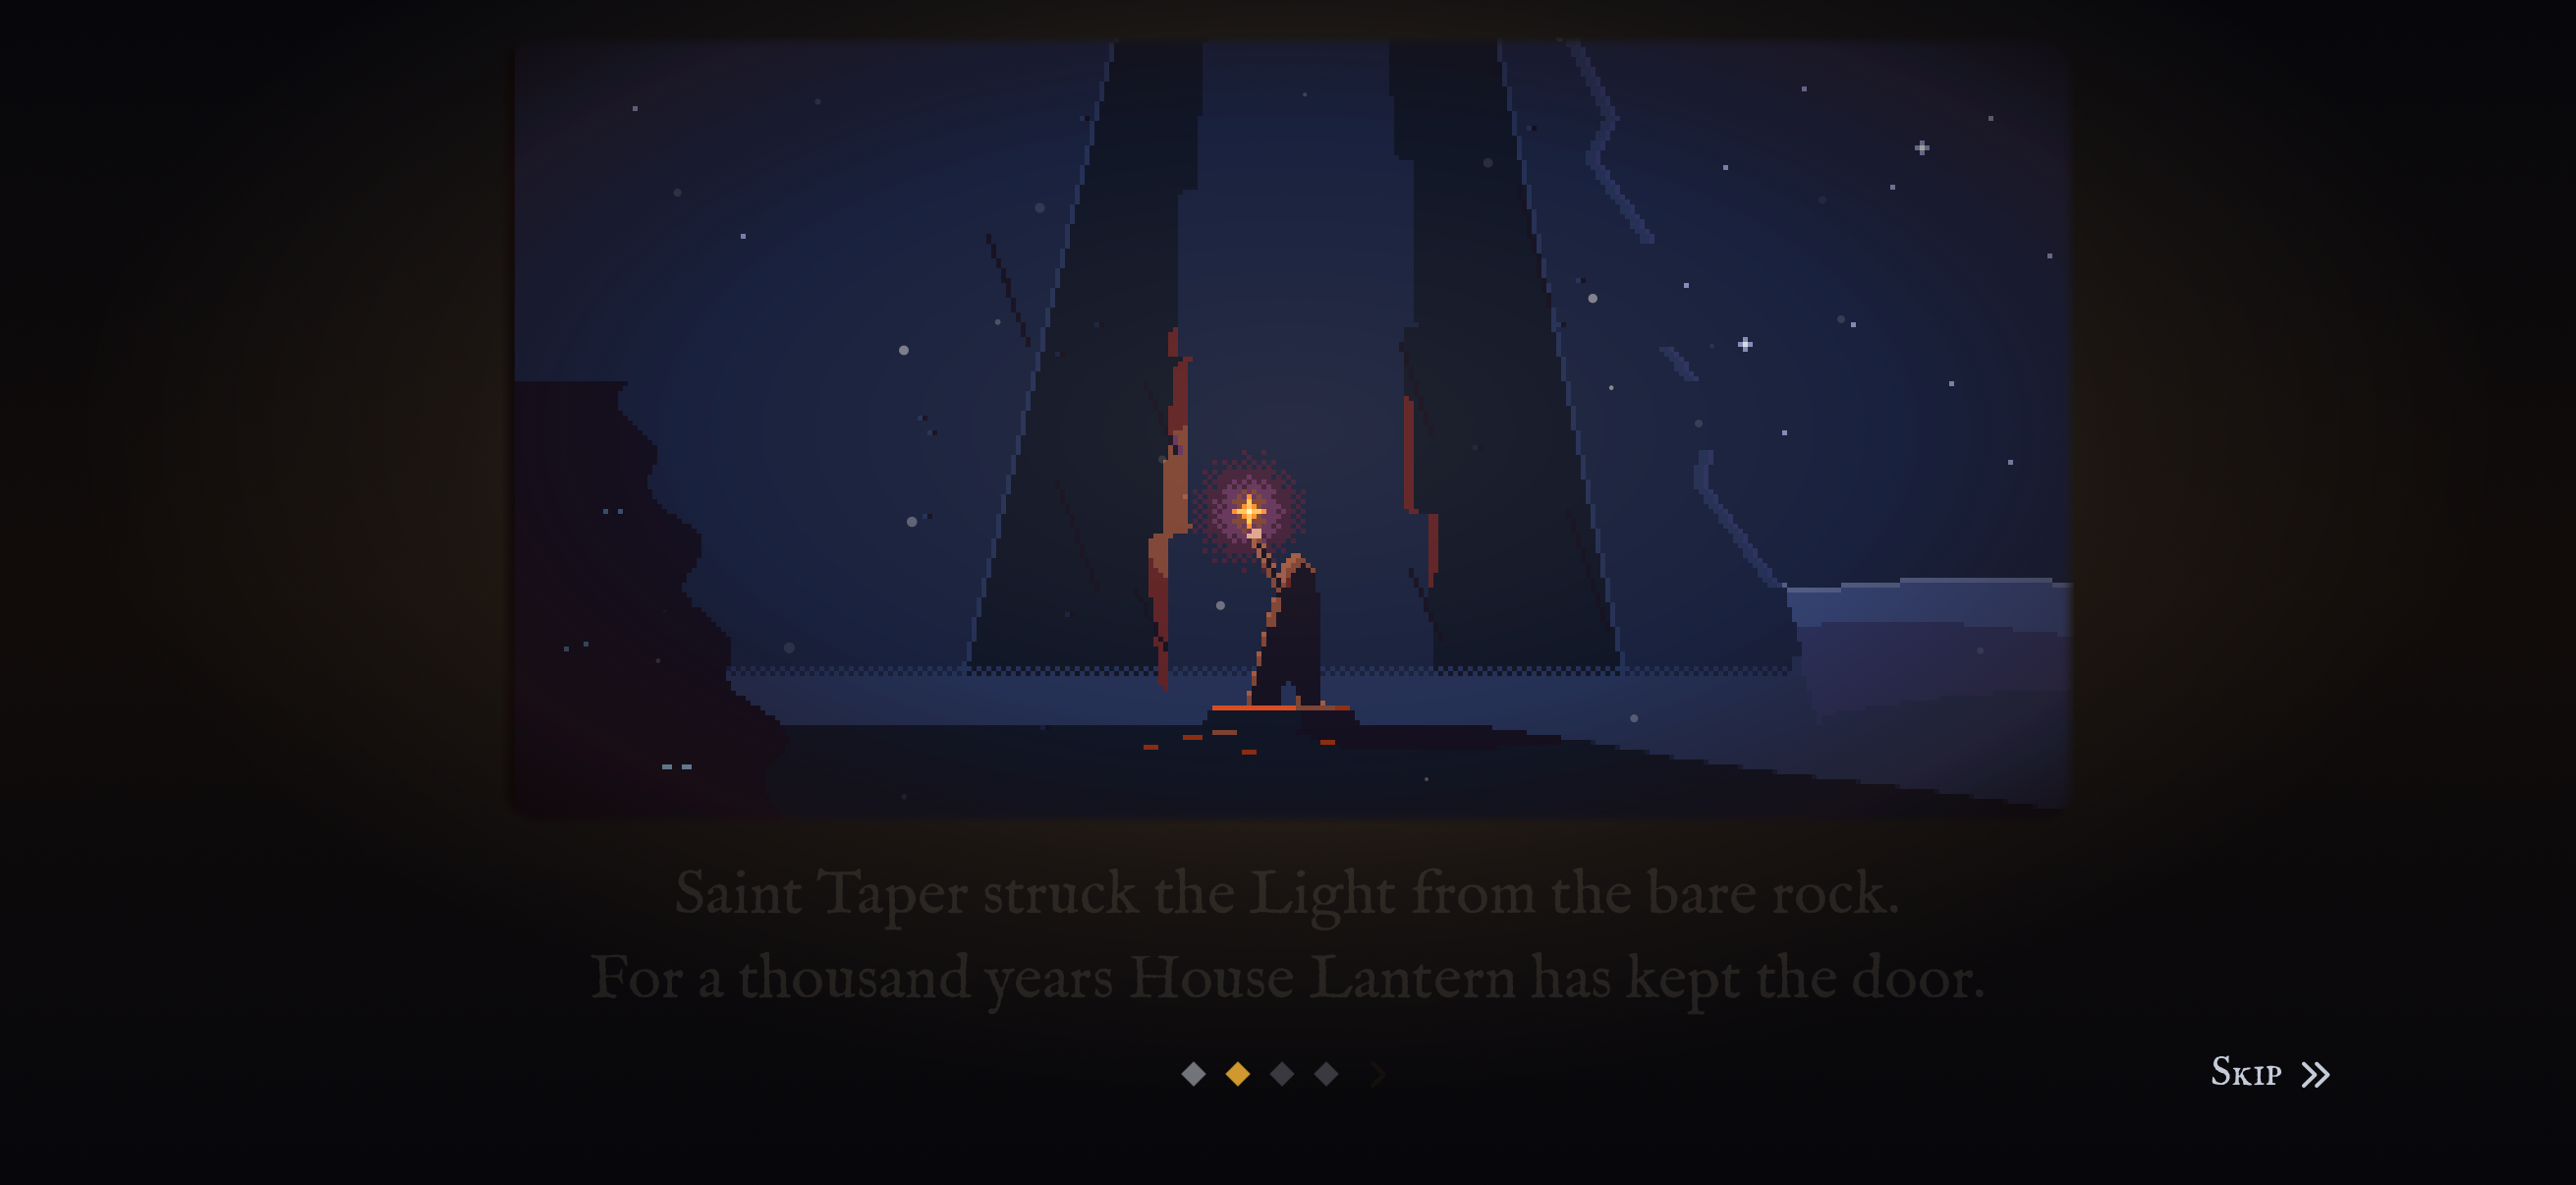 Saint Taper struck the Light from the bare rock.
For a thousand years House Lantern has kept the door.
Skip